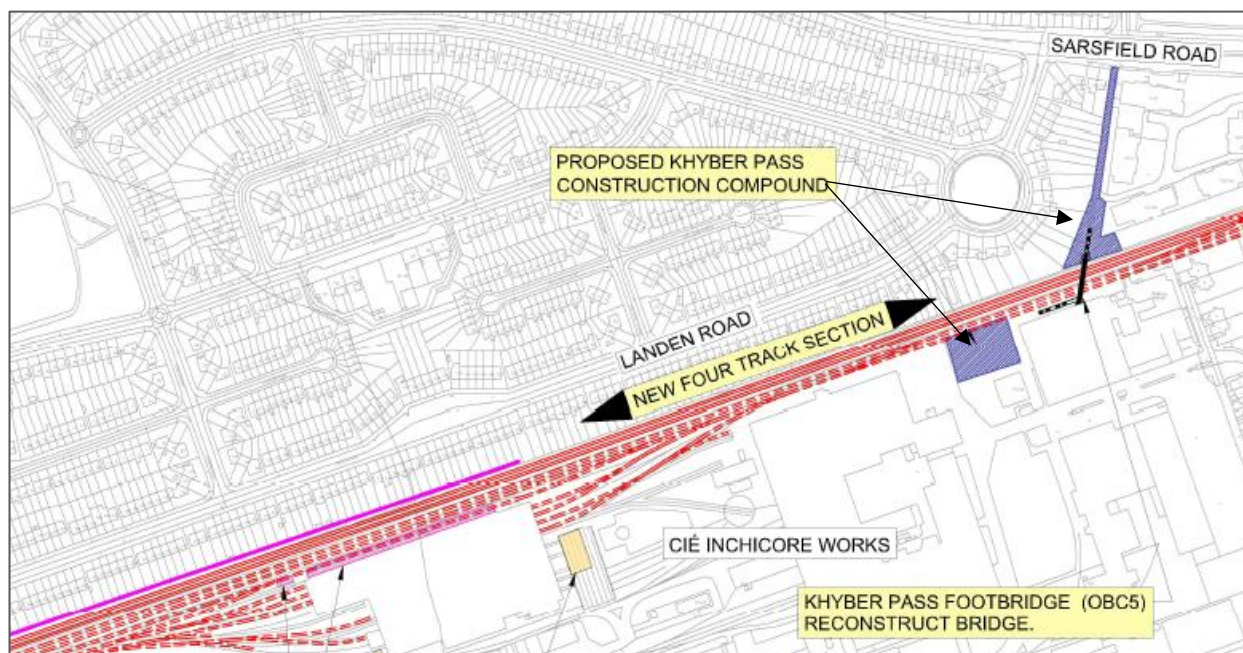 SARSFIELD ROAD
PROPOSED KHYBER PASS
CONSTRUCTION COMPOUND
LANDEN ROAD
NEW FOUR TRACK SECTION
CIÉ INCHICORE WORKS
KHYBER PASS FOOTBRIDGE (OBC5)
RECONSTRUCT BRIDGE.